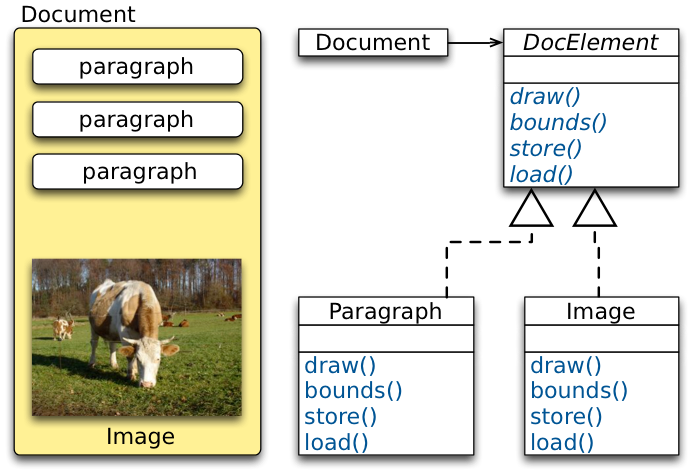 Document
paragraph
paragraph
paragraph
Image
Document
DocElement
draw()
bounds()
store()
load()
Paragraph
draw()
bounds()
store()
load()
Image
draw()
bounds()
store()
load()